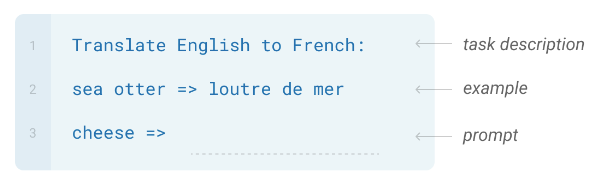 1 Translate English to French: task description
2 sea otter => loutre de mer example
3 cheese => prompt